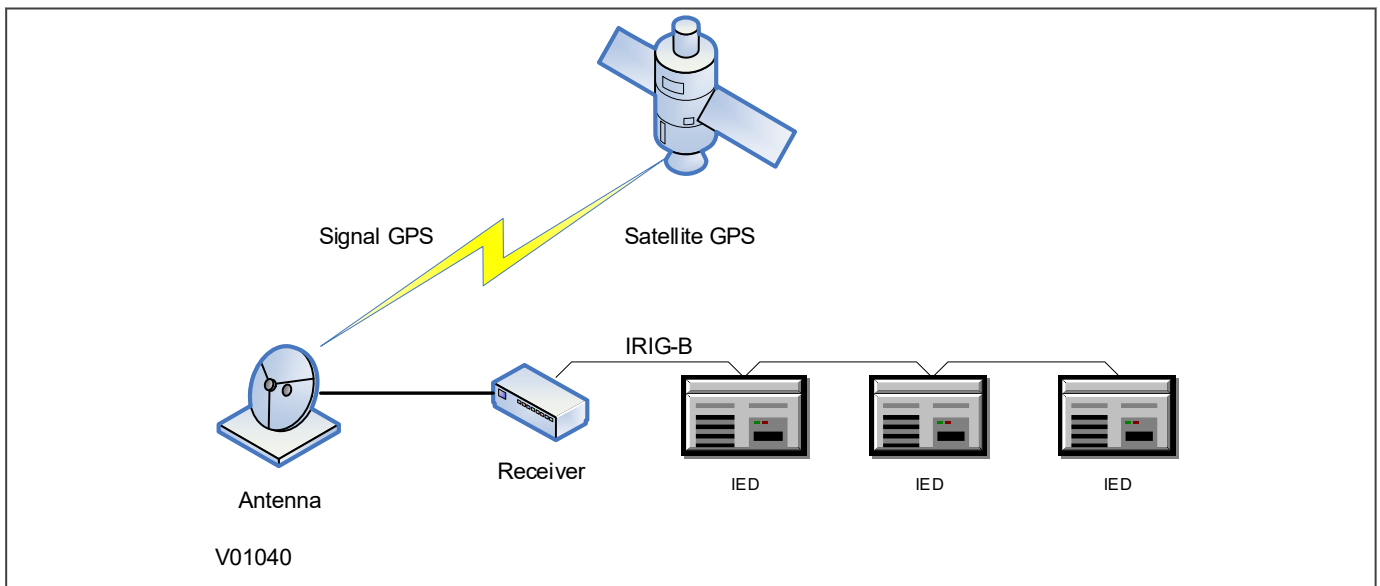 Signal GPS
Satellite GPS
IRIG-B
Receiver
IED
IED
IED
Antenna
V01040